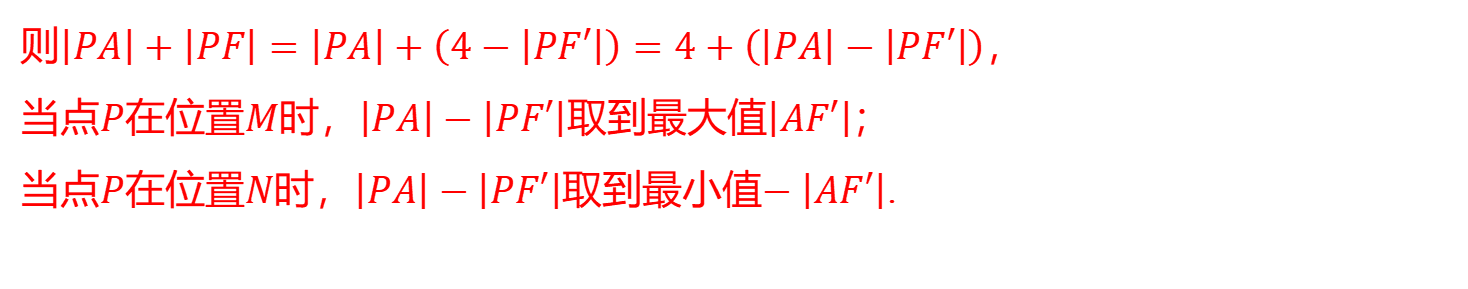 则|PA| + |PF| = |PA| + (4 − |PF′|) = 4 + (|PA| − |PF′|),
当点P在位置M时，|PA| − |PF′|取到最大值|AF′|;
当点P在位置N时，|PA| − |PF′|取到最小值− |AF′|.